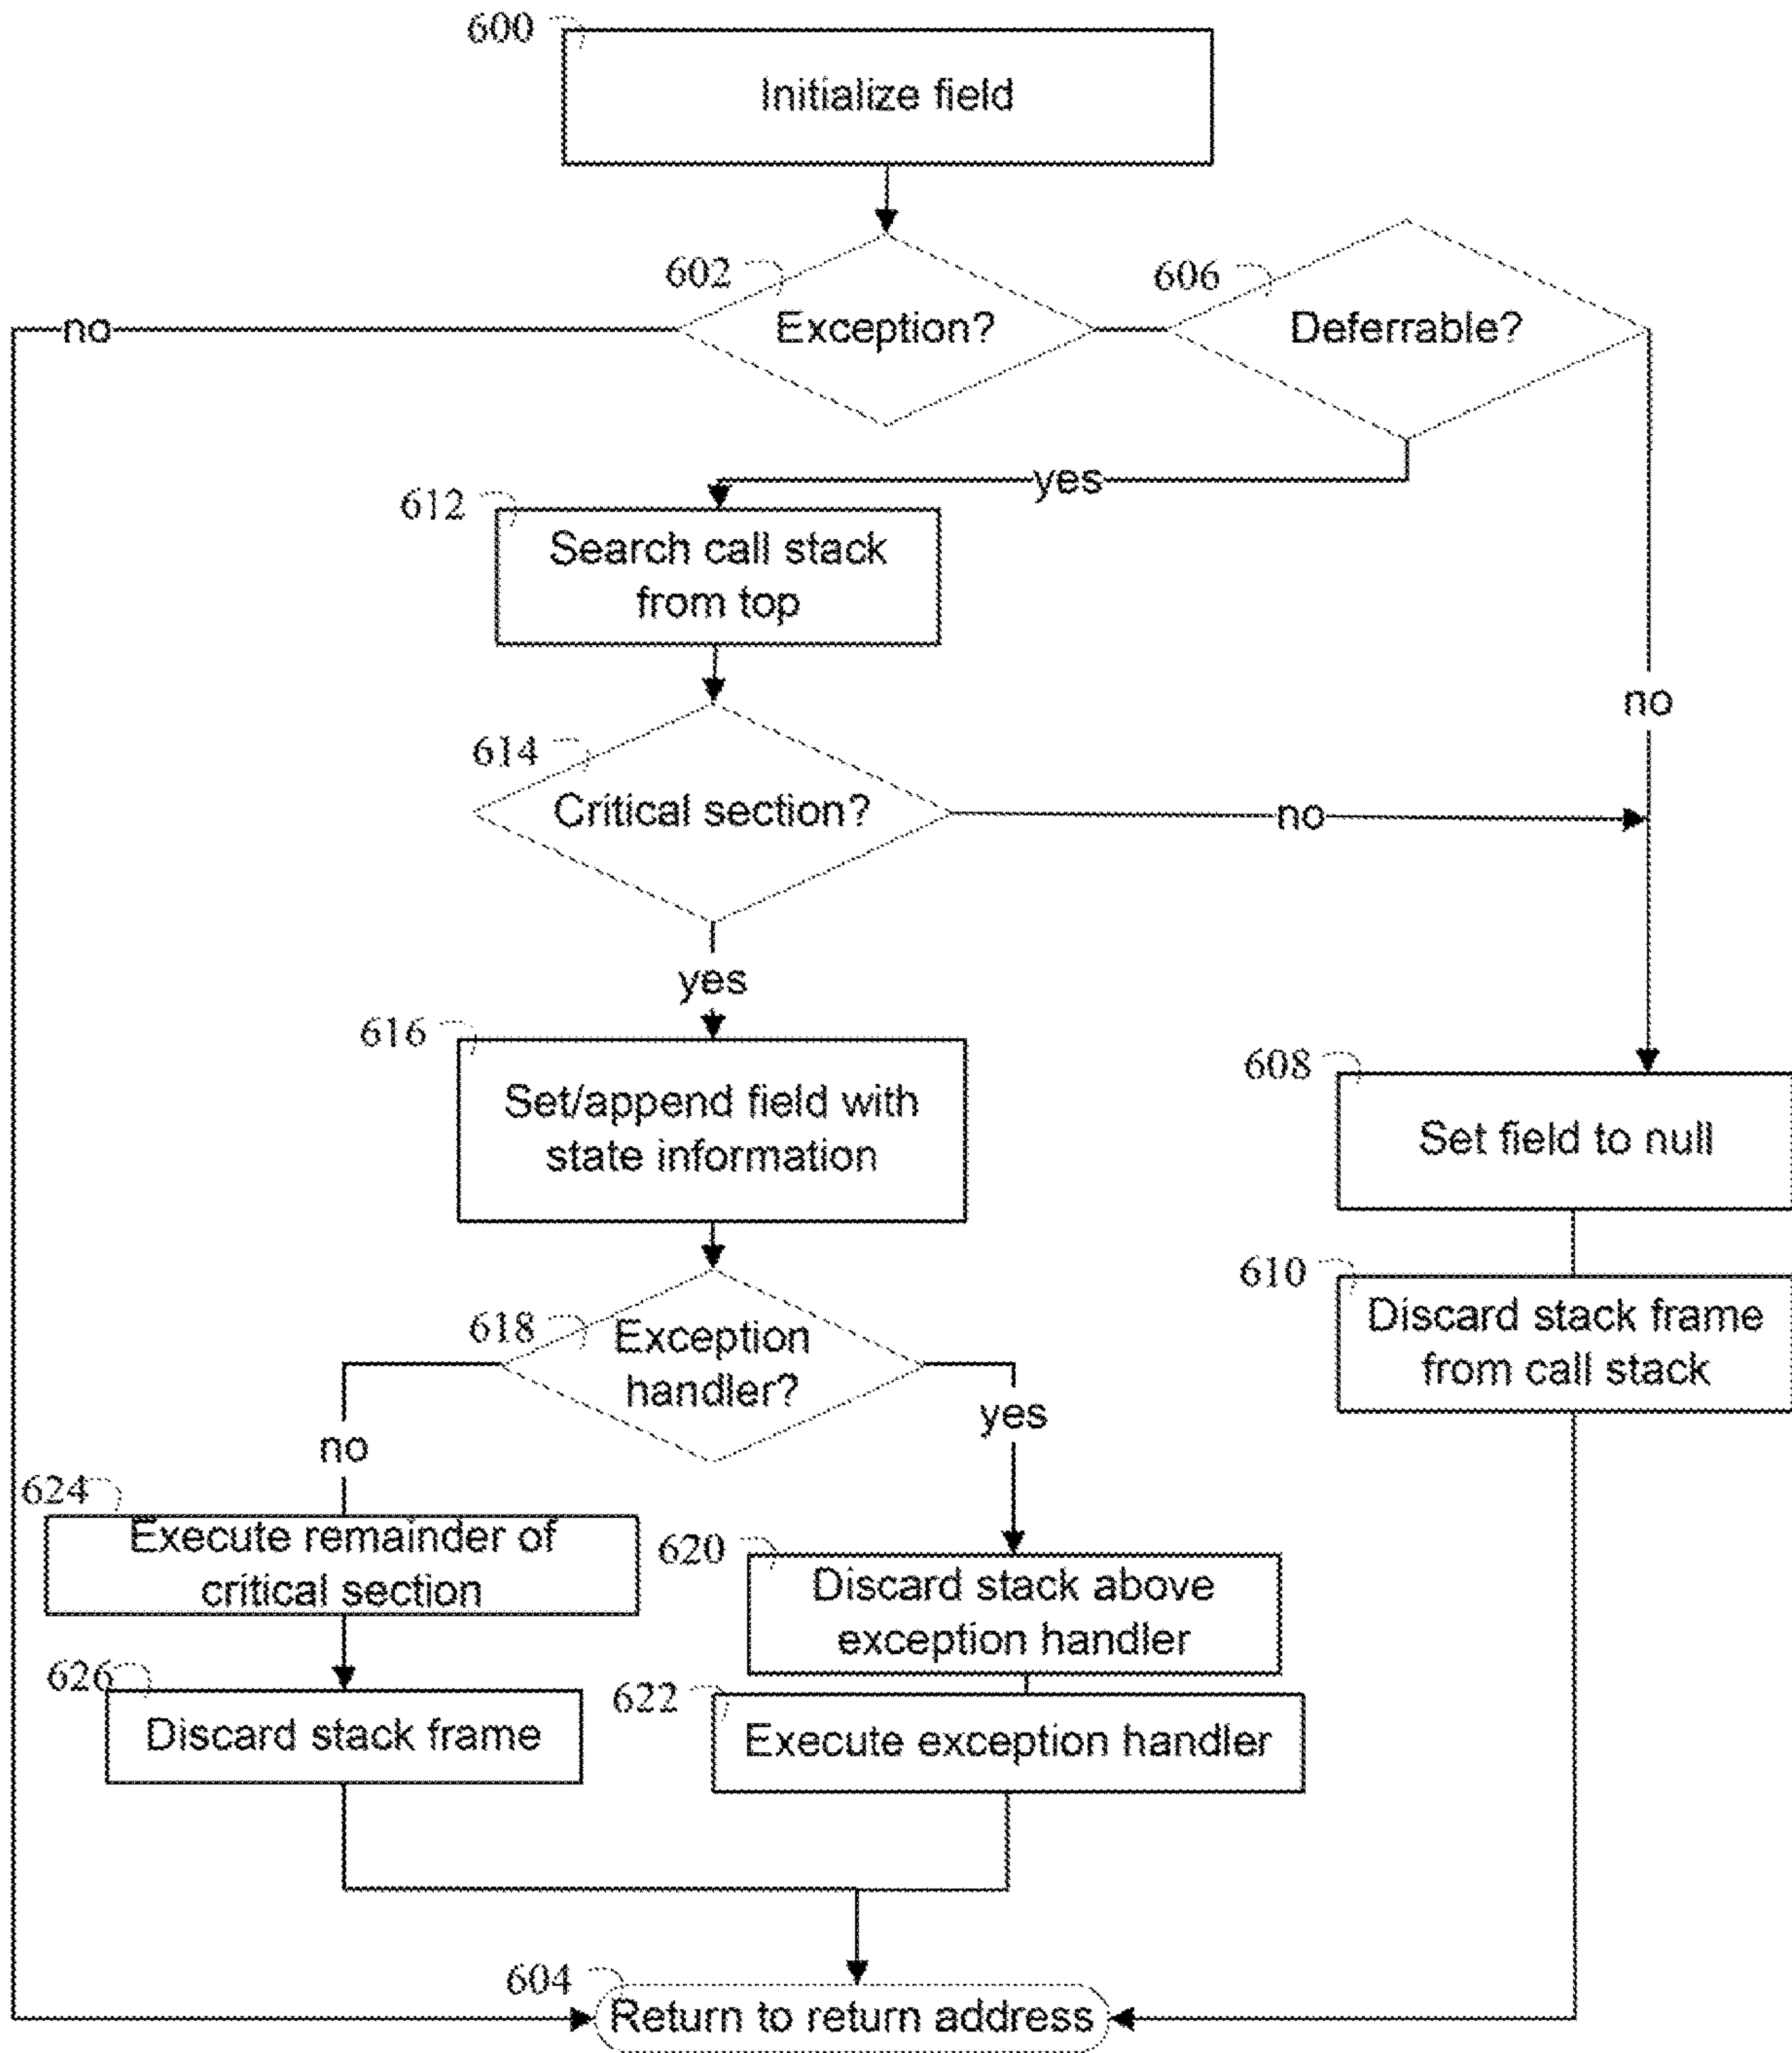 600
Initialize field
602
Exception?
606
Deferrable?
no
yes
612
Search call stack
from top
no
614
Critical section?
no
yes
616
Set/append field with
state information
608
Set field to null
610
Discard stack frame
from call stack
618
Exception
handler?
yes
no
624
Execute remainder of
critical section
620
Discard stack above
exception handler
626
Discard stack frame
622
Execute exception handler
604
Return to return address